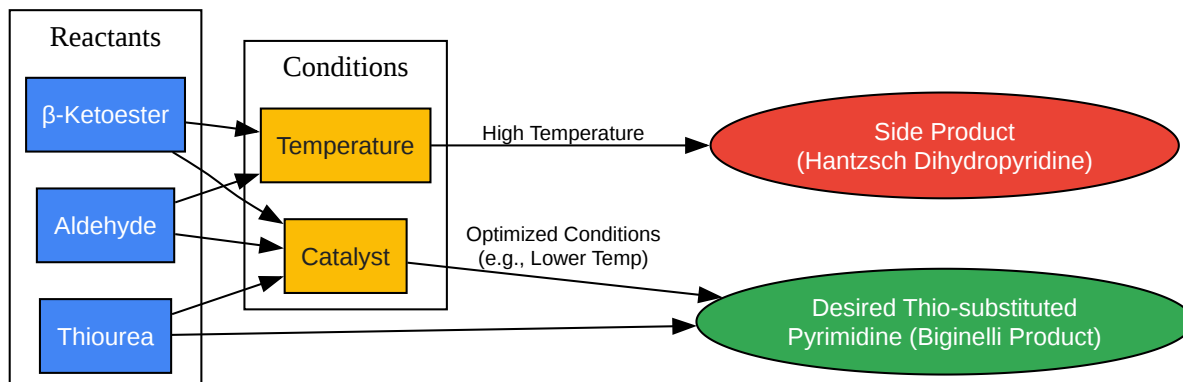 Reactants
β-Ketoester
Aldehyde
Thiourea
Conditions
Temperature
Catalyst
High Temperature
Optimized Conditions
(e.g., Lower Temp)
Side Product
(Hantzsch Dihydropyridine)
Desired Thio-substituted
Pyrimidine (Biginelli Product)